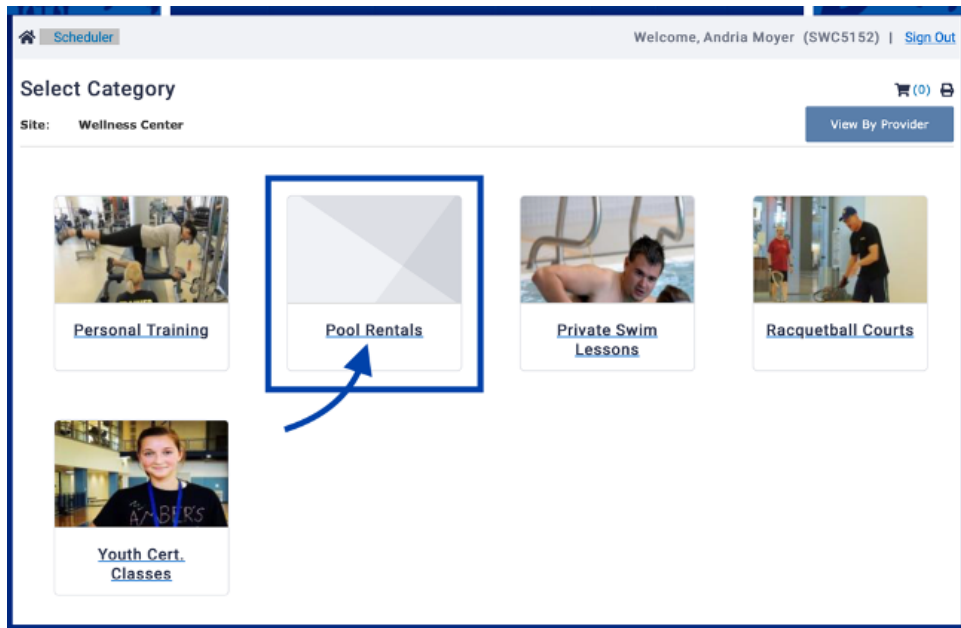 Scheduler
Welcome, Andria Moyer (SWC5152) | Sign Out
Select Category
(0)
Site: Wellness Center
View By Provider
Personal Training
Pool Rentals
Private Swim
Lessons
Racquetball Courts
AMBER'S
Youth Cert.
Classes